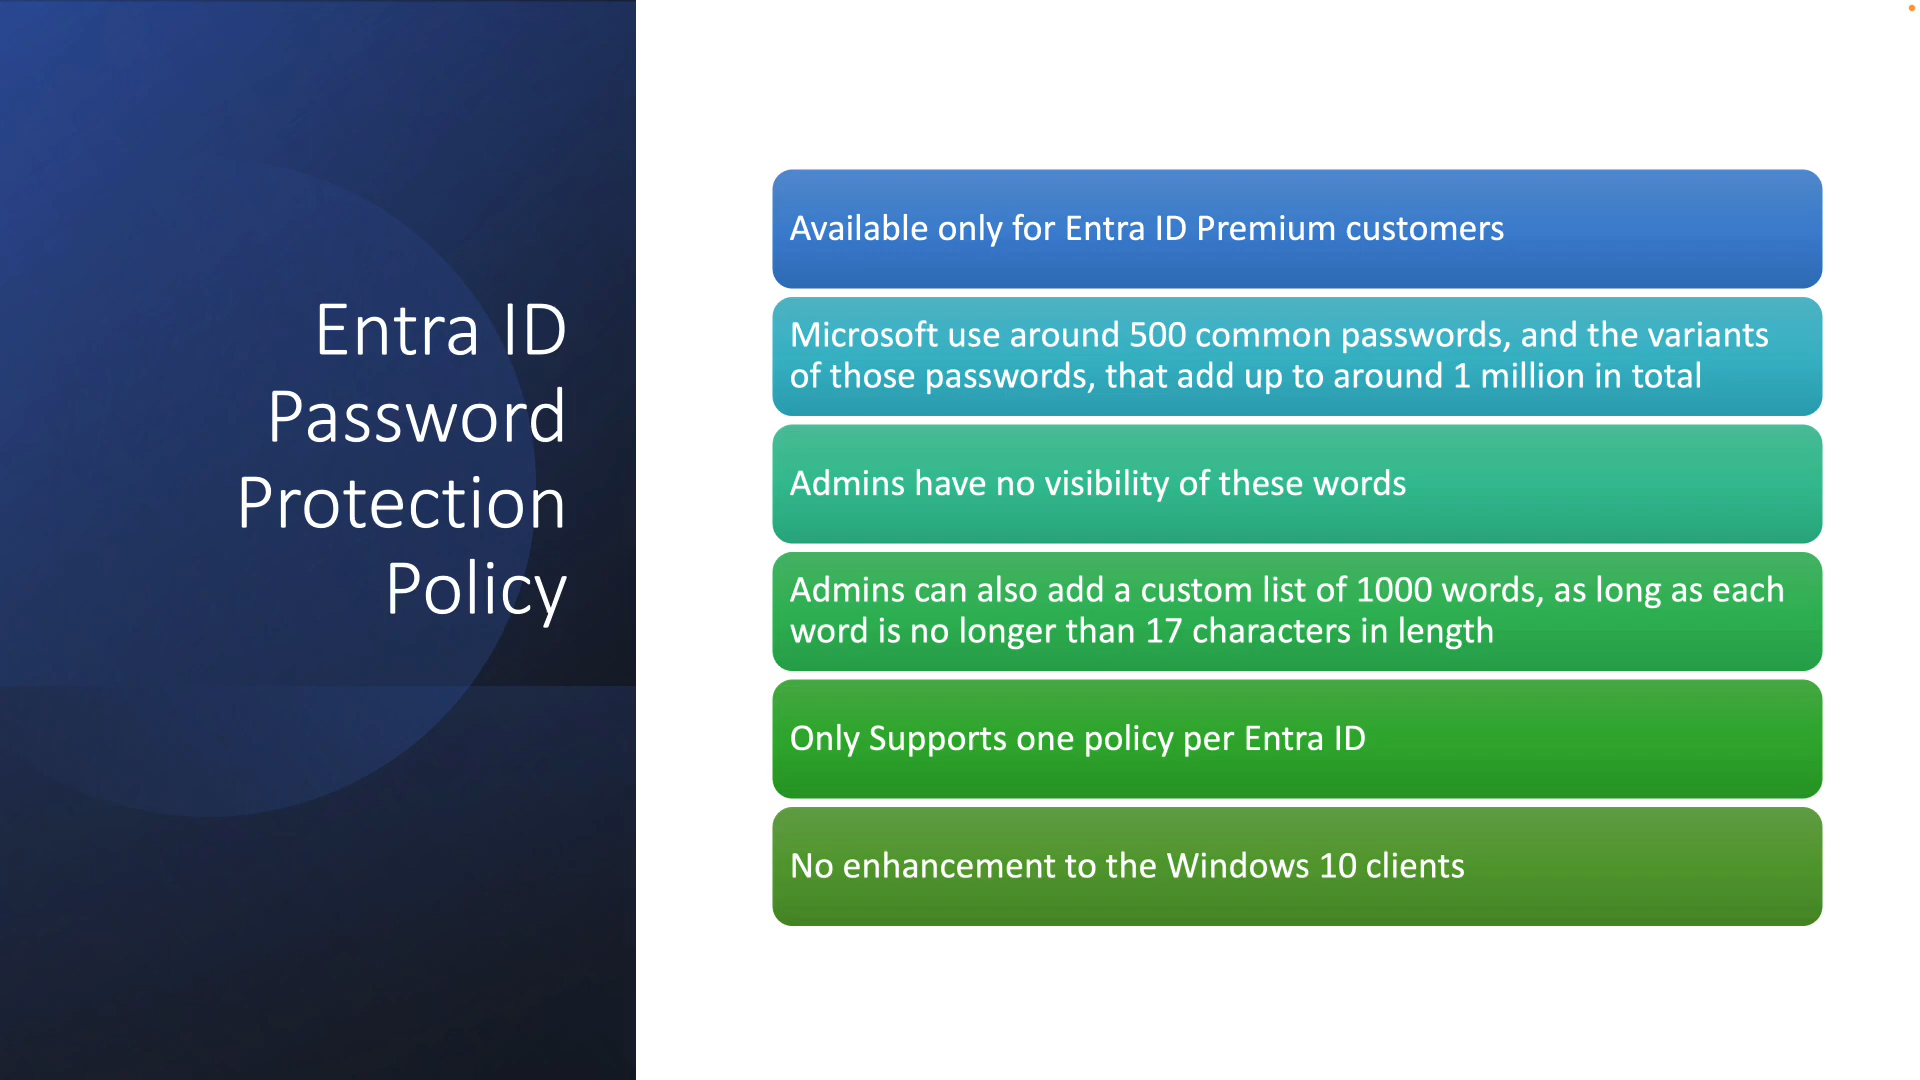 Entra ID
Password
Protection
Policy
Available only for Entra ID Premium customers
Microsoft use around 500 common passwords, and the variants
of those passwords, that add up to around 1 million in total
Admins have no visibility of these words
Admins can also add a custom list of 1000 words, as long as each
word is no longer than 17 characters in length
Only Supports one policy per Entra ID
No enhancement to the Windows 10 clients